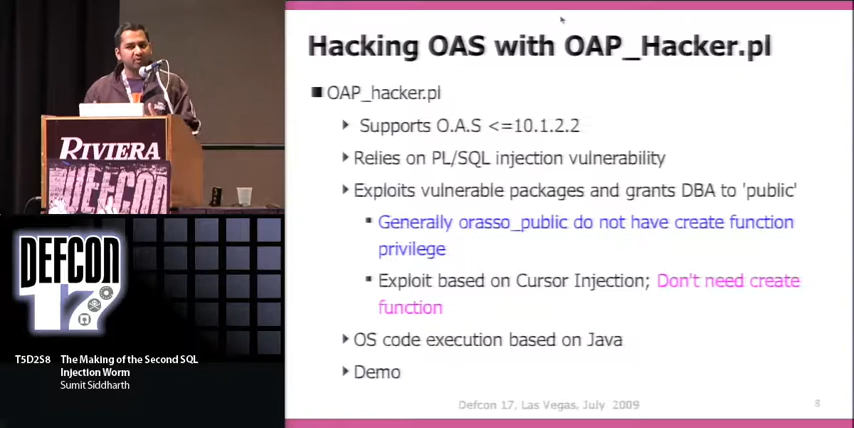 Hacking OAS with OAP_Hacker.pl
OAP_hacker.pl
Supports O.A.S <=10.1.2.2
Relies on PL/SQL injection vulnerability
Exploits vulnerable packages and grants DBA to 'public'
Generally orasso_public do not have create function
privilege
Exploit based on Cursor Injection; Don't need create
function
OS code execution based on Java
Demo
Defcon 17, Las Vegas, July 2009
8
RIVIERA
DEFCON
DEFCON
17
T5D2S8 The Making of the Second SQL
Injection Worm
Sumit Siddharth